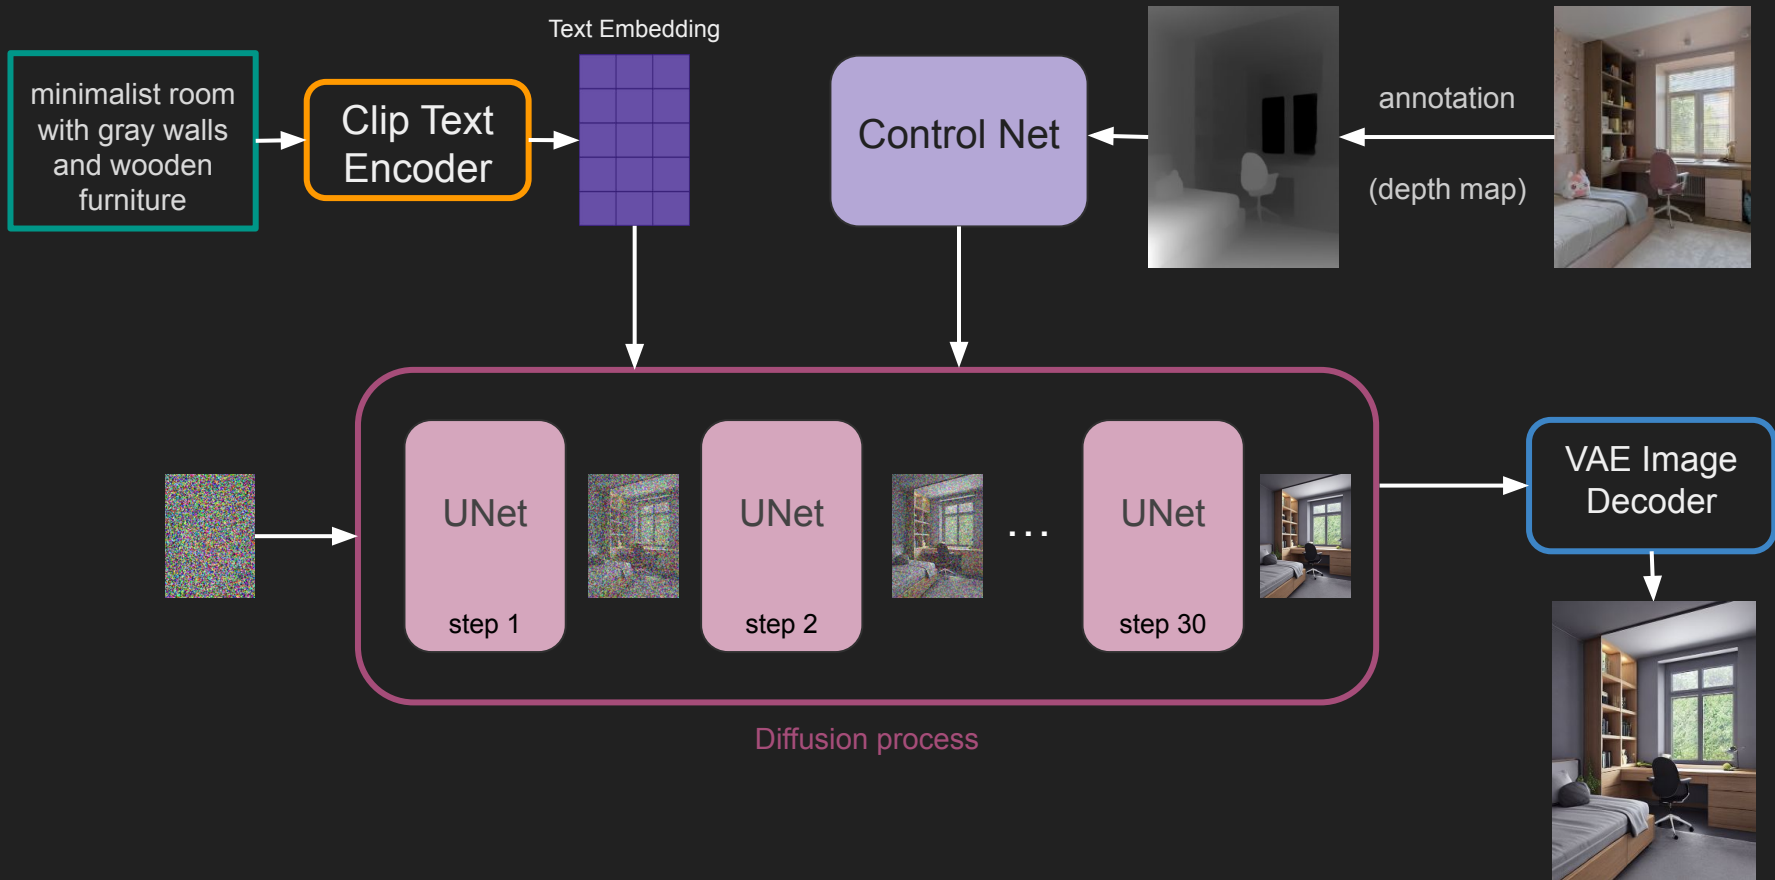 Text Embedding
minimalist room
with gray walls
and wooden
furniture
Clip Text
Encoder
Control Net
annotation
(depth map)
UNet
step 1
UNet
step 2
...
UNet
step 30
VAE Image
Decoder
Diffusion process